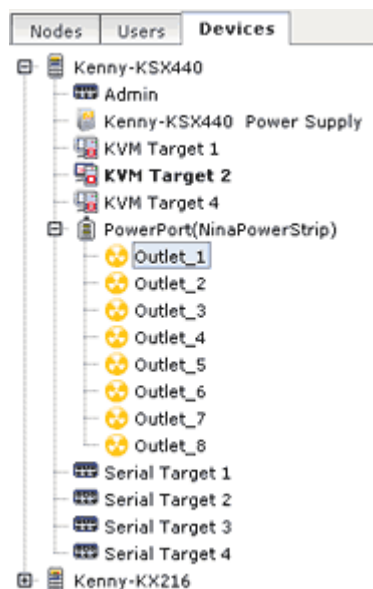 Nodes Users Devices
Kenny-KSX440
Admin
Kenny-KSX440 Power Supply
KVM Target 1
KVM Target 2
KVM Target 4
PowerPort(NinaPowerStrip)
Outlet_1
Outlet_2
Outlet_3
Outlet_4
Outlet_5
Outlet_6
Outlet_7
Outlet_8
Serial Target 1
Serial Target 2
Serial Target 3
Serial Target 4
Kenny-KX216